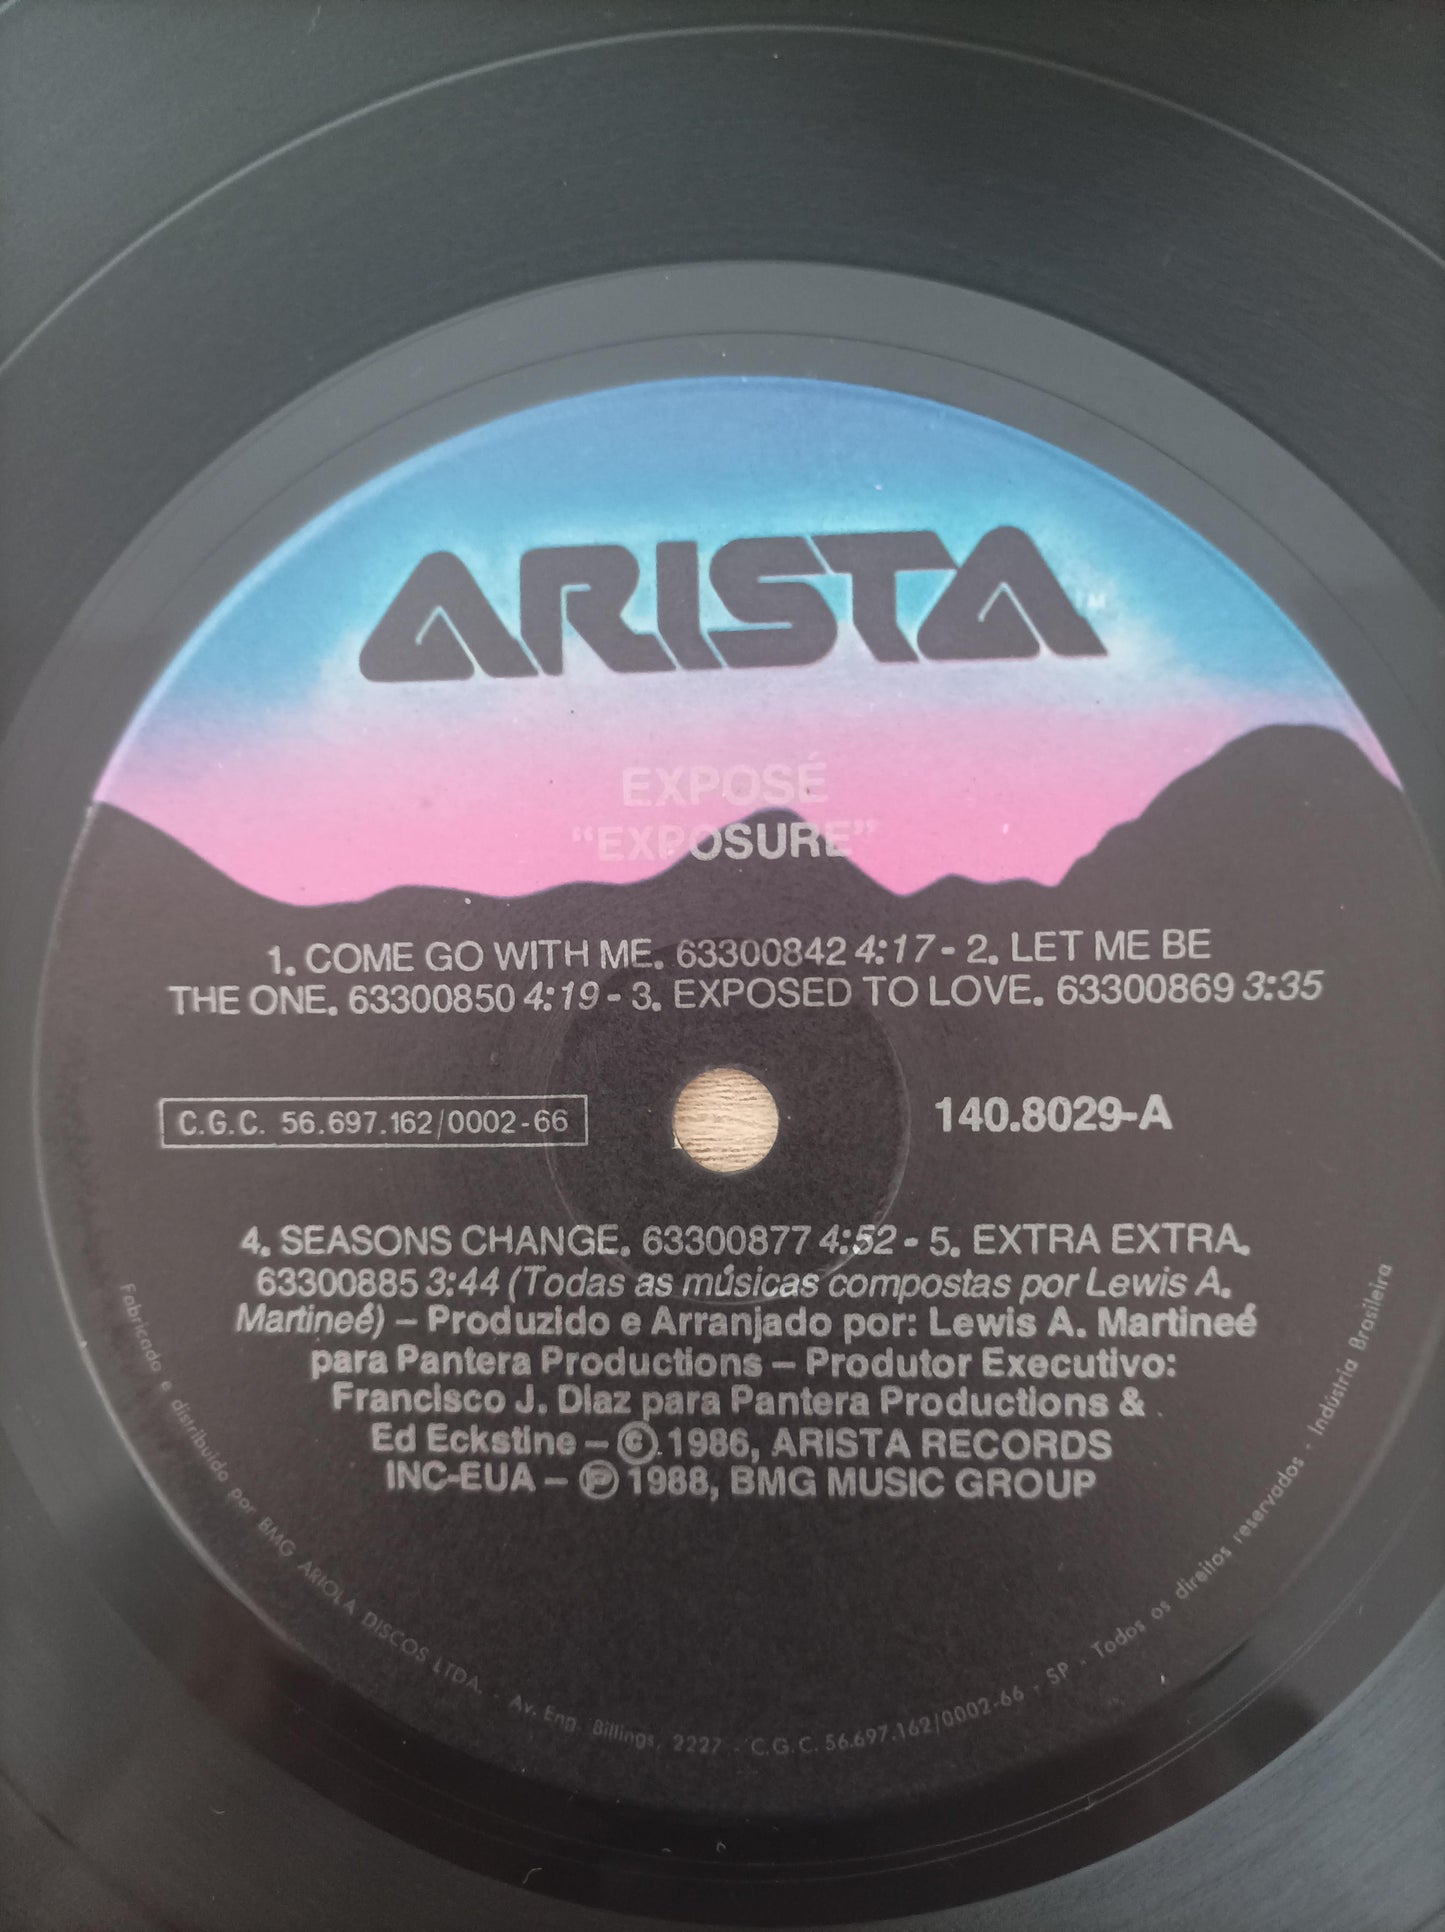 ARISTA
TM
EXPOSÉ
“EXPOSURE”
1. COME GO WITH ME. 63300842 4:17 - 2. LET ME BE
THE ONE. 63300850 4:19 - 3. EXPOSED TO LOVE. 63300869 3:35
C.G.C. 56.697.162/0002-66
140.8029-A
4. SEASONS CHANGE. 63300877 4:52 - 5. EXTRA EXTRA.
63300885 3:44 (Todas as músicas compostas por Lewis A.
Martineé) – Produzido e Arranjado por: Lewis A. Martineé
para Pantera Productions – Produtor Executivo:
Francisco J. Diaz para Pantera Productions &
Ed Eckstine – © 1986, ARISTA RECORDS
INC-EUA – ℗ 1988, BMG MUSIC GROUP
Fabricado e distribuido por BMG ARIOLA DISCOS LTDA. - Av. Eng. Billings, 2227 - C.G.C. 56.697.162/0002-66 - SP - Todos os direitos reservados - Indústria Brasileira